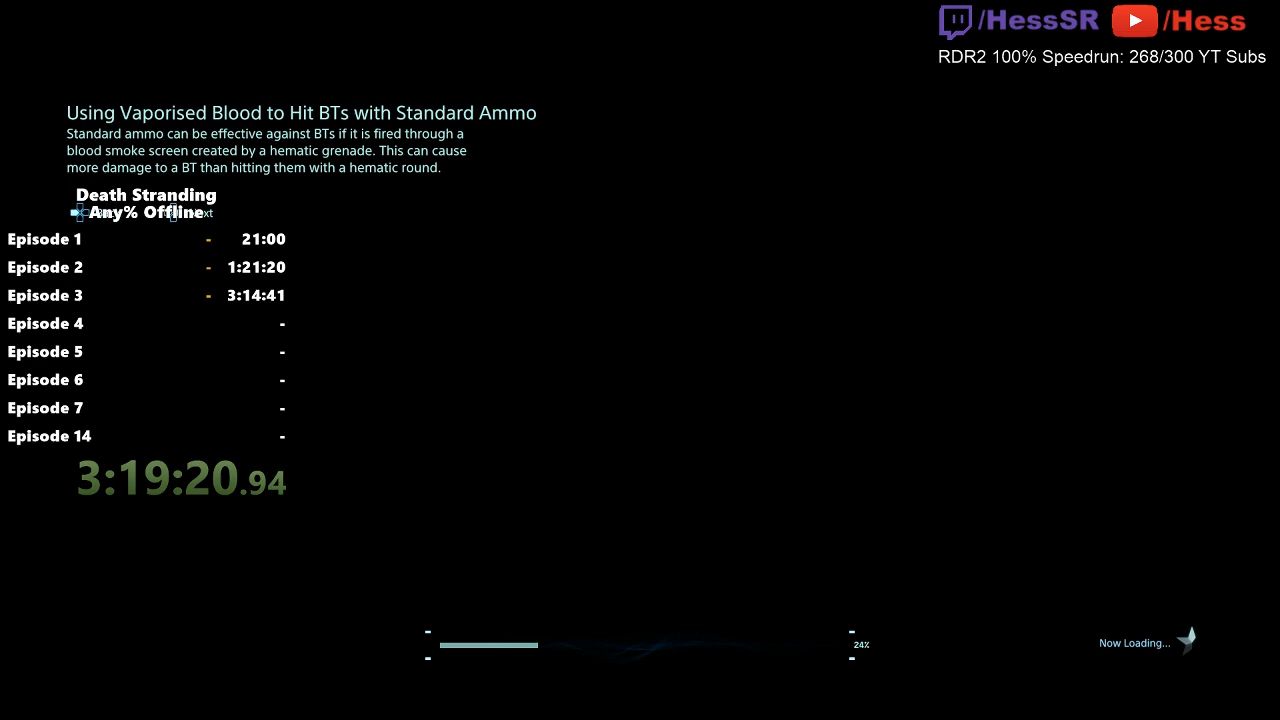 /HessSR /Hess
RDR2 100% Speedrun: 268/300 YT Subs
Using Vaporised Blood to Hit BTs with Standard Ammo
Standard ammo can be effective against BTs if it is fired through a
blood smoke screen created by a hematic grenade. This can cause
more damage to a BT than hitting them with a hematic round.
Death Stranding
Any% Offline
Episode 1 - 21:00
Episode 2 - 1:21:20
Episode 3 - 3:14:41
Episode 4 -
Episode 5 -
Episode 6 -
Episode 7 -
Episode 14 -
3:19:20.94
24%
Now Loading...